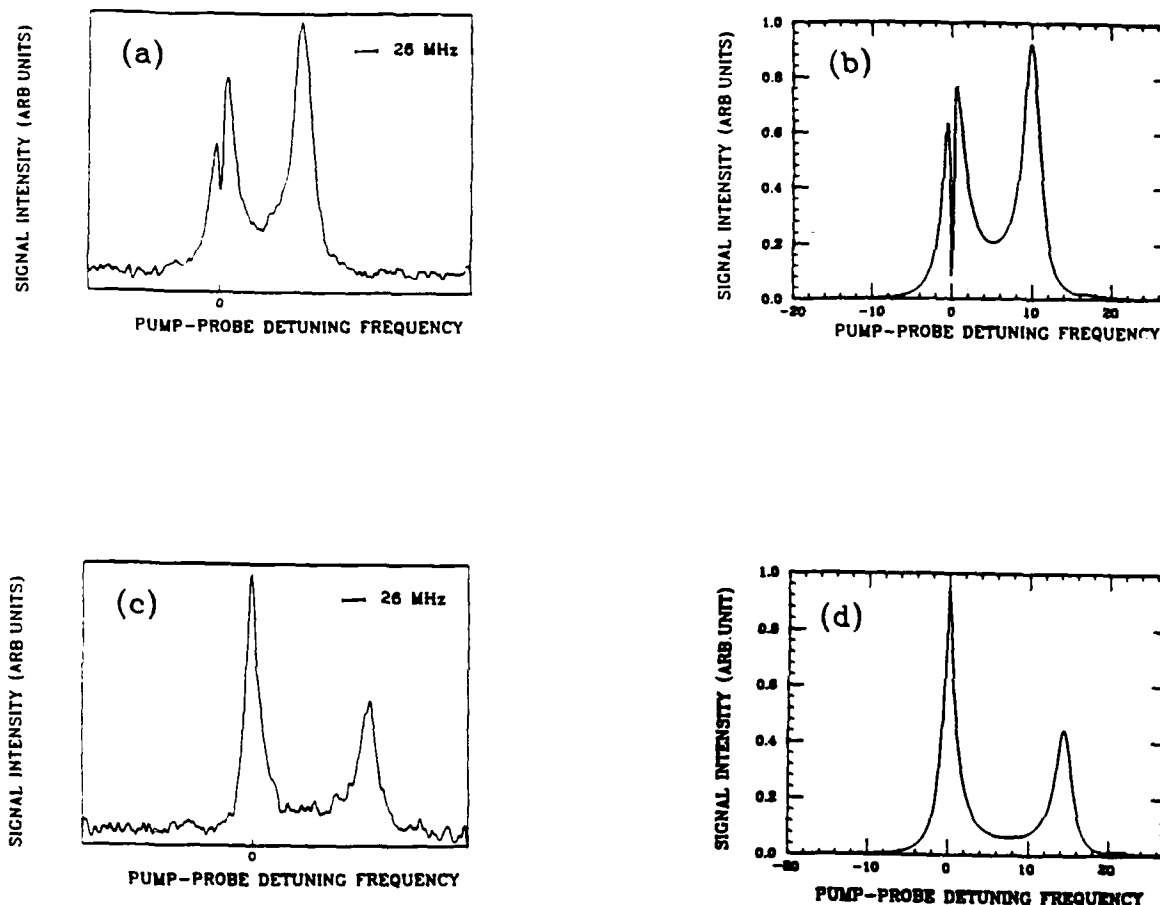 SIGNAL INTENSITY (ARB UNITS)
(a)
26 MHz
0
PUMP-PROBE DETUNING FREQUENCY
SIGNAL INTENSITY (ARB UNITS)
(b)
1.0
0.8
0.6
0.4
0.2
0.0
-20 -10 0 10 20
PUMP-PROBE DETUNING FREQUENCY
SIGNAL INTENSITY (ARB UNITS)
(c)
26 MHz
0
PUMP-PROBE DETUNING FREQUENCY
SIGNAL INTENSITY (ARB.UNIT)
(d)
1.0
0.8
0.6
0.4
0.2
0.0
-20 -10 0 10 20
PUMP-PROBE DETUNING FREQUENCY